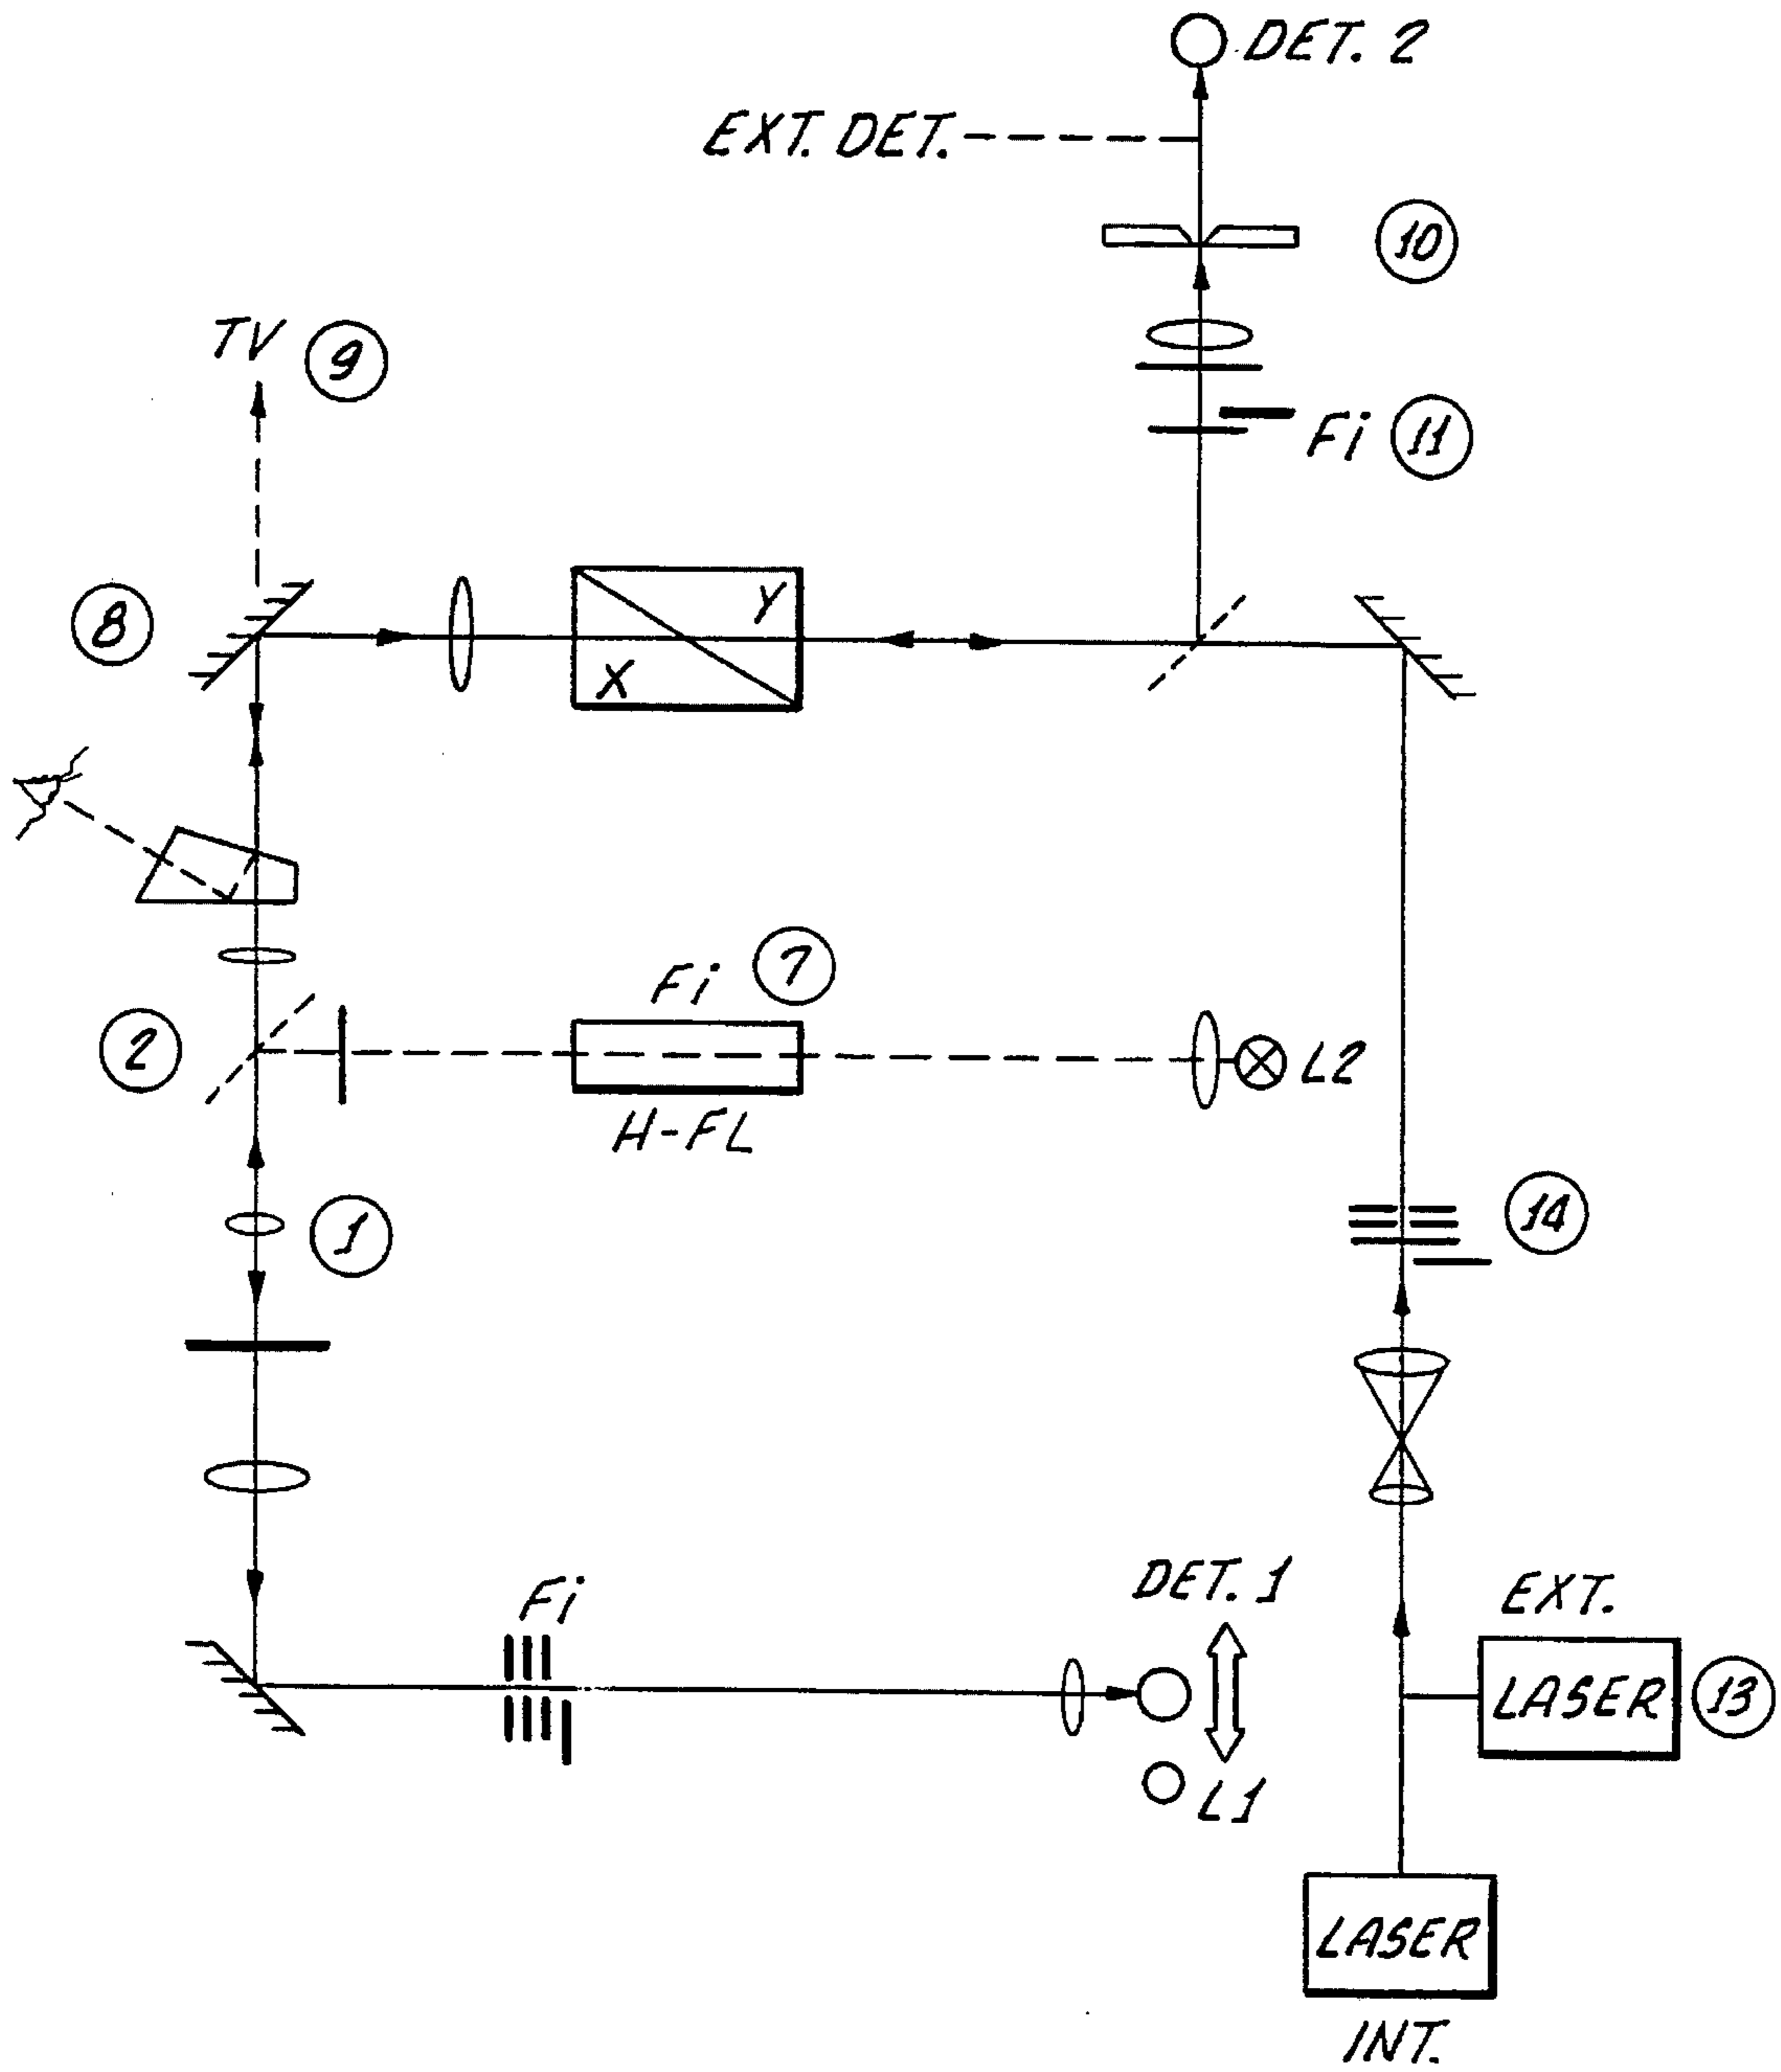 DET. 2
EXT. DET.
10
TV 9
Fi 11
8
Y
X
Fi 7
2
L2
H-FL
1
14
DET. 1
Fi
EXT.
LASER 13
L1
LASER
INT.